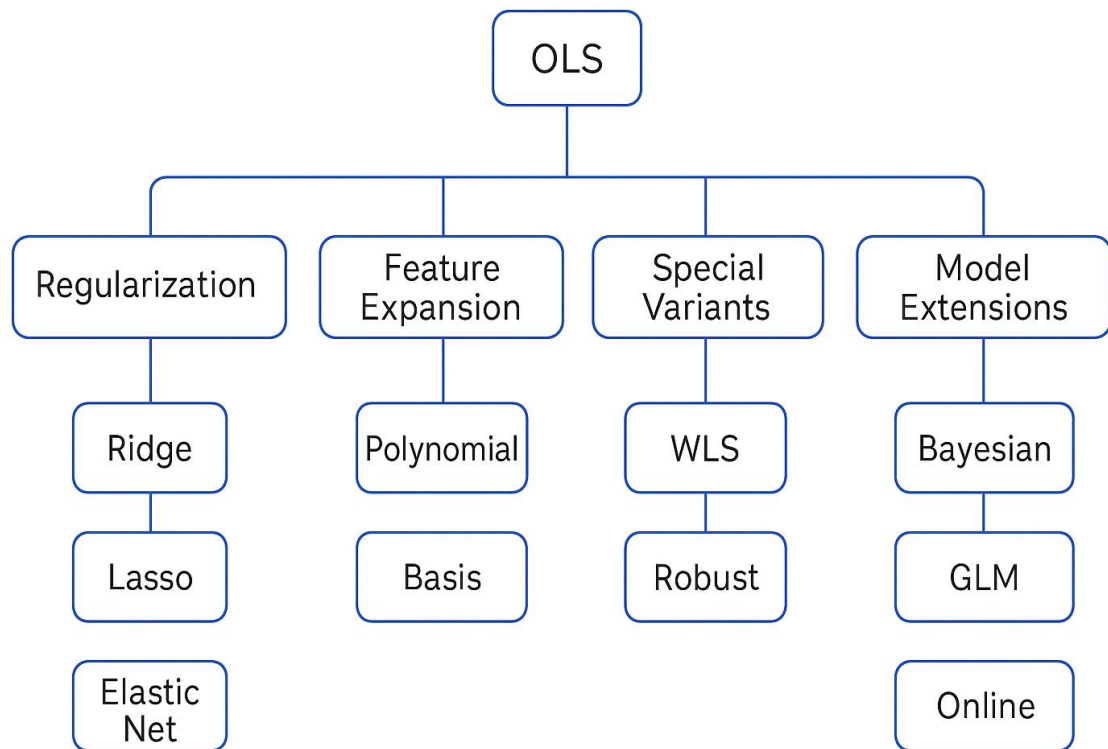 OLS
Regularization
Feature
Expansion
Special
Variants
Model
Extensions
Ridge
Polynomial
WLS
Bayesian
Lasso
Basis
Robust
GLM
Elastic
Net
Online